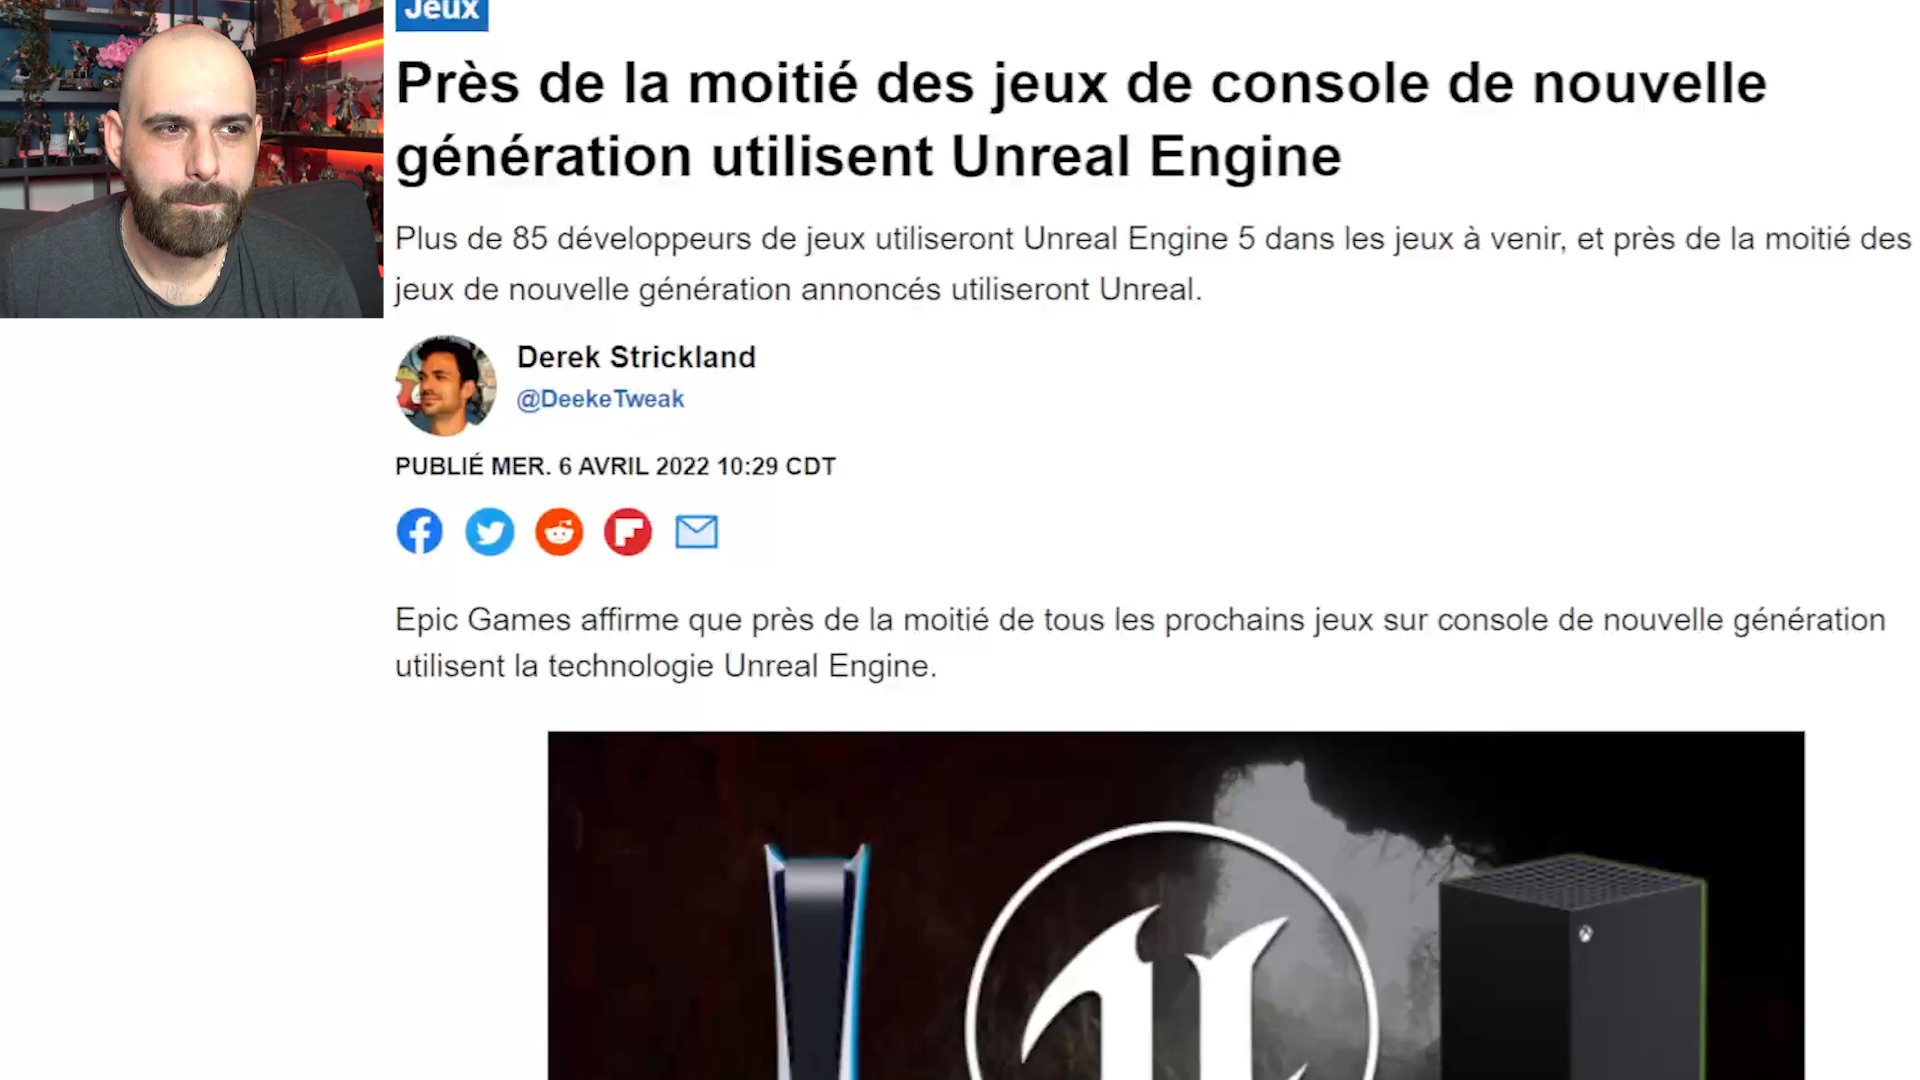 Jeux
Près de la moitié des jeux de console de nouvelle
génération utilisent Unreal Engine
Plus de 85 développeurs de jeux utiliseront Unreal Engine 5 dans les jeux à venir, et près de la moitié des
jeux de nouvelle génération annoncés utiliseront Unreal.
Derek Strickland
@DeekeTweak
PUBLIÉ MER. 6 AVRIL 2022 10:29 CDT
Epic Games affirme que près de la moitié de tous les prochains jeux sur console de nouvelle génération
utilisent la technologie Unreal Engine.